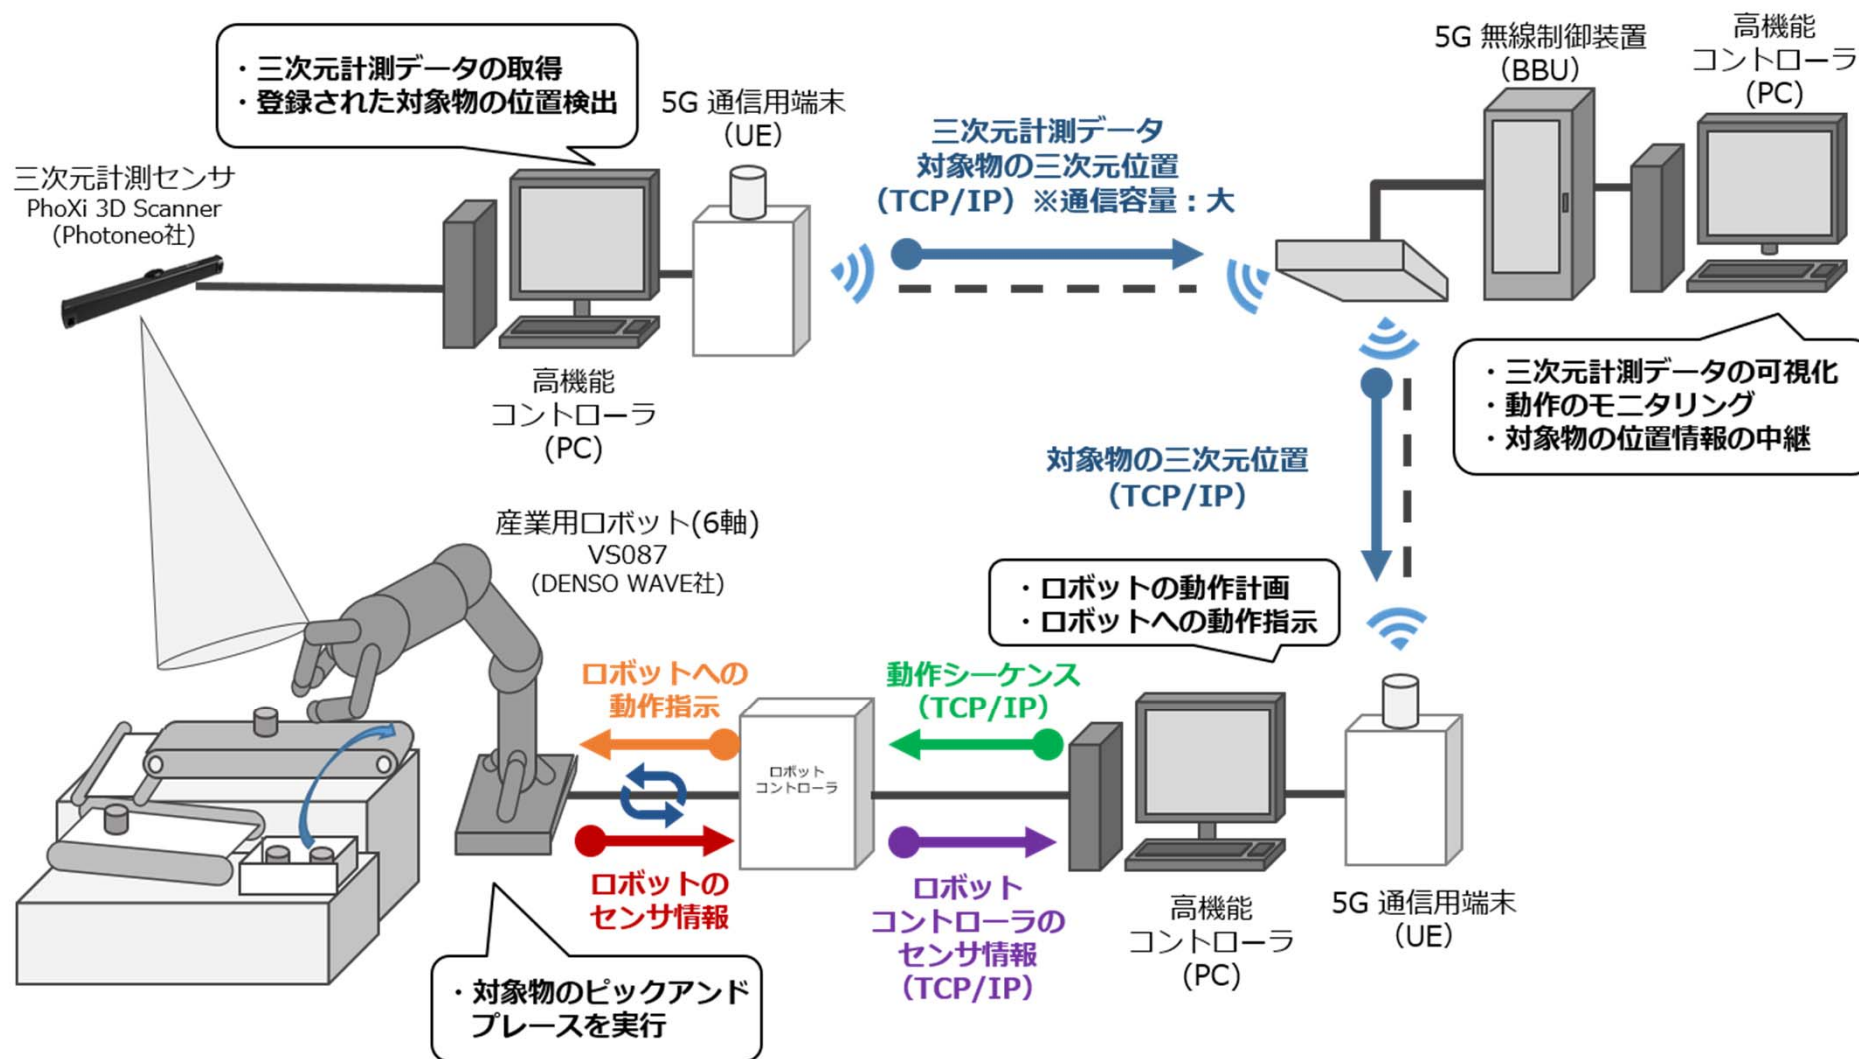 ・三次元計測データの取得
・登録された対象物の位置検出
5G 通信用端末
（UE）
三次元計測センサ
PhoXi 3D Scanner
(Photoneo社)
高機能
コントローラ
(PC)
三次元計測データ
対象物の三次元位置
（TCP/IP）※通信容量：大
5G 無線制御装置
（BBU）
高機能
コントローラ
(PC)
・三次元計測データの可視化
・動作のモニタリング
・対象物の位置情報の中継
対象物の三次元位置
（TCP/IP）
産業用ロボット(6軸)
VS087
(DENSO WAVE社)
・ロボットの動作計画
・ロボットへの動作指示
ロボットへの
動作指示
動作シーケンス
（TCP/IP）
ロボット
コントローラ
ロボットの
センサ情報
ロボット
コントローラの
センサ情報
（TCP/IP）
高機能
コントローラ
(PC)
5G 通信用端末
（UE）
・対象物のピックアンド
プレースを実行